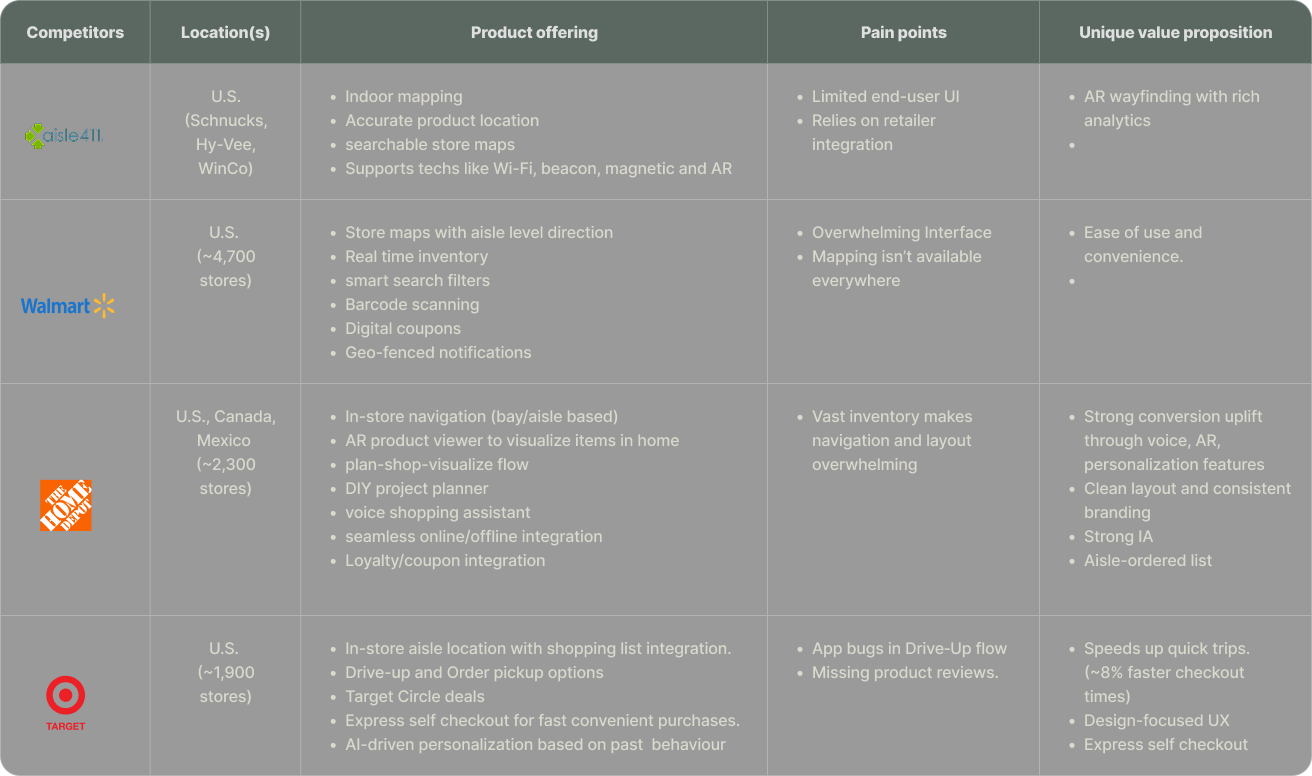 Competitors
Location(s)
Product offering
Pain points
Unique value proposition
aisle411
U.S.
(Schnucks,
Hy-Vee,
WinCo)
• Indoor mapping
• Accurate product location
• searchable store maps
• Supports techs like Wi-Fi, beacon, magnetic and AR
• Limited end-user UI
• Relies on retailer
integration
• AR wayfinding with rich
analytics
•
Walmart
U.S.
(~4,700
stores)
• Store maps with aisle level direction
• Real time inventory
• smart search filters
• Barcode scanning
• Digital coupons
• Geo-fenced notifications
• Overwhelming Interface
• Mapping isn’t available
everywhere
• Ease of use and
convenience.
•
THE
HOME
DEPOT
U.S., Canada,
Mexico
(~2,300
stores)
• In-store navigation (bay/aisle based)
• AR product viewer to visualize items in home
• plan-shop-visualize flow
• DIY project planner
• voice shopping assistant
• seamless online/offline integration
• Loyalty/coupon integration
• Vast inventory makes
navigation and layout
overwhelming
• Strong conversion uplift
through voice, AR,
personalization features
• Clean layout and consistent
branding
• Strong IA
• Aisle-ordered list
TARGET
U.S.
(~1,900
stores)
• In-store aisle location with shopping list integration.
• Drive-up and Order pickup options
• Target Circle deals
• Express self checkout for fast convenient purchases.
• AI-driven personalization based on past  behaviour
• App bugs in Drive-Up flow
• Missing product reviews.
• Speeds up quick trips.
(~8% faster checkout
times)
• Design-focused UX
• Express self checkout